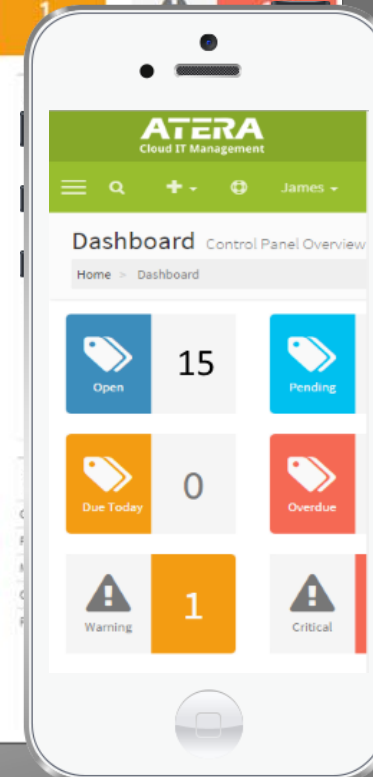 1
ATERA
Cloud IT Management
James
Dashboard Control Panel Overview
Home > Dashboard
Open
15
Pending
Due Today
0
Overdue
Warning
1
Critical